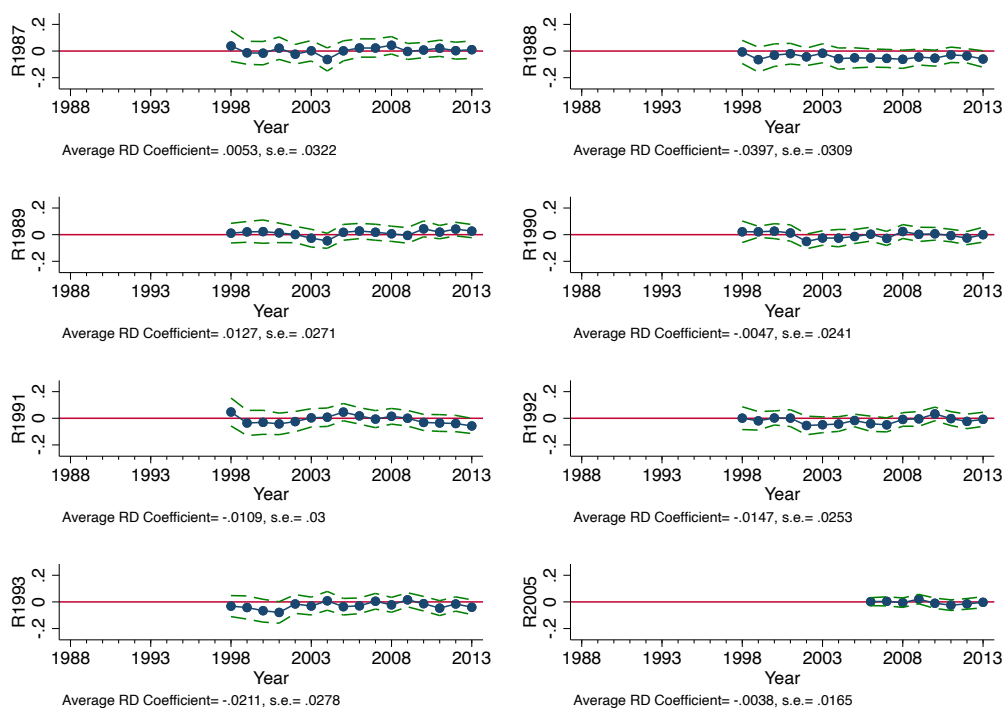 R1987
.2
0
-.2
1988 1993 1998 2003 2008 2013
Year
Average RD Coefficient= .0053, s.e.= .0322
R1988
.2
0
-.2
1988 1993 1998 2003 2008 2013
Year
Average RD Coefficient= -.0397, s.e.= .0309
R1989
.2
0
-.2
1988 1993 1998 2003 2008 2013
Year
Average RD Coefficient= .0127, s.e.= .0271
R1990
.2
0
-.2
1988 1993 1998 2003 2008 2013
Year
Average RD Coefficient= -.0047, s.e.= .0241
R1991
.2
0
-.2
1988 1993 1998 2003 2008 2013
Year
Average RD Coefficient= -.0109, s.e.= .03
R1992
.2
0
-.2
1988 1993 1998 2003 2008 2013
Year
Average RD Coefficient= -.0147, s.e.= .0253
R1993
.2
0
-.2
1988 1993 1998 2003 2008 2013
Year
Average RD Coefficient= -.0211, s.e.= .0278
R2005
.2
0
-.2
1988 1993 1998 2003 2008 2013
Year
Average RD Coefficient= -.0038, s.e.= .0165